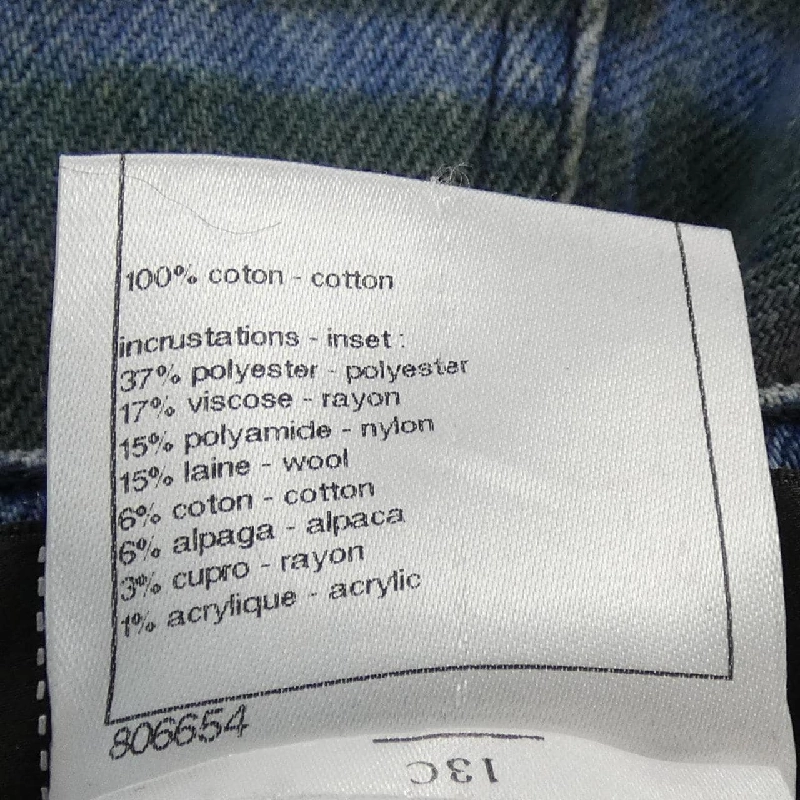 100% coton - cotton
incrustations - inset :
37% polyester - polyester
17% viscose - rayon
15% polyamide - nylon
15% laine - wool
6% coton - cotton
6% alpaga - alpaca
3% cupro - rayon
1% acrylique - acrylic
806654
13C